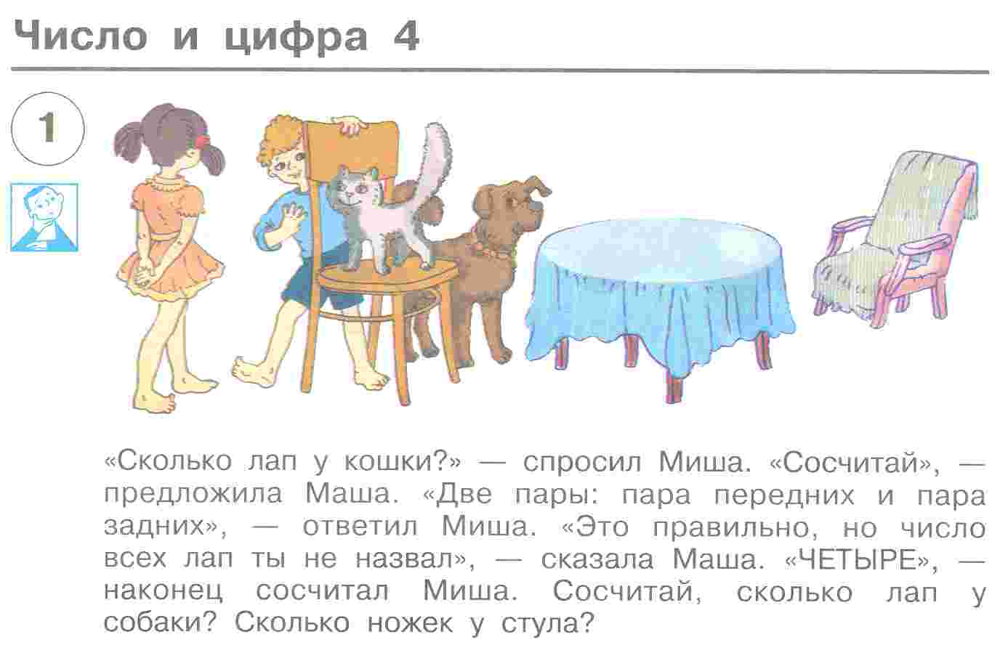 Число и цифра 4
1
«Сколько лап у кошки?» — спросил Миша. «Сосчитай», —
предложила Маша. «Две пары: пара передних и пара
задних», — ответил Миша. «Это правильно, но число
всех лап ты не назвал», — сказала Маша. «ЧЕТЫРЕ», —
наконец сосчитал Миша. Сосчитай, сколько лап у
собаки? Сколько ножек у стула?